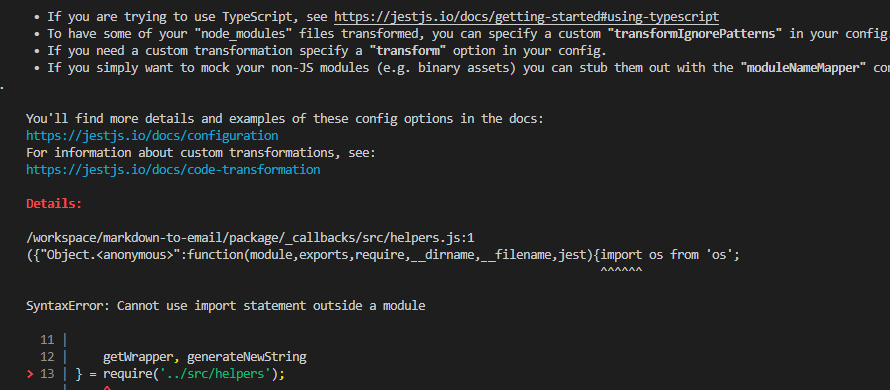 • If you are trying to use TypeScript, see https://jestjs.io/docs/getting-started#using-typescript
• To have some of your "node_modules" files transformed, you can specify a custom "transformIgnorePatterns" in your config
• If you need a custom transformation specify a "transform" option in your config.
• If you simply want to mock your non-JS modules (e.g. binary assets) you can stub them out with the "moduleNameMapper" con
.
You'll find more details and examples of these config options in the docs:
https://jestjs.io/docs/configuration
For information about custom transformations, see:
https://jestjs.io/docs/code-transformation
Details:
/workspace/markdown-to-email/package/_callbacks/src/helpers.js:1
({"Object.<anonymous>":function(module,exports,require,__dirname,__filename,jest){import os from 'os';
^^^^^^
SyntaxError: Cannot use import statement outside a module
11 |
12 | getWrapper, generateNewString
> 13 | } = require('../src/helpers');
| ^